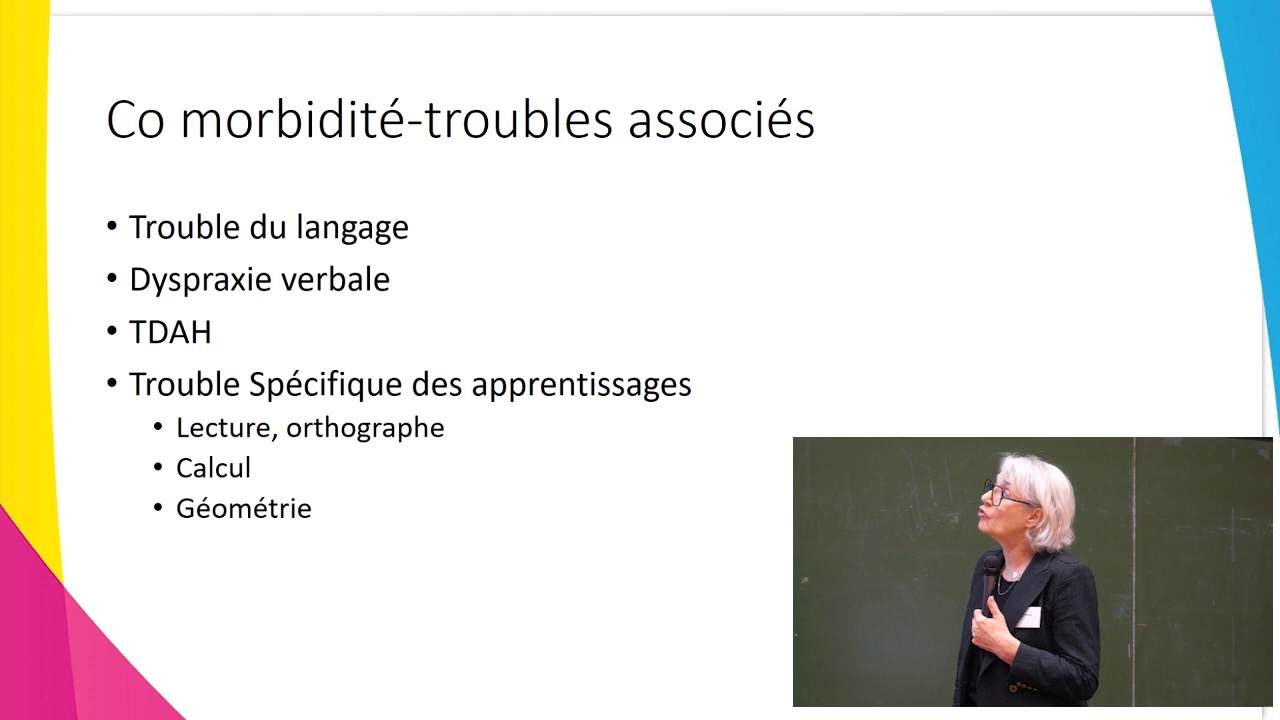 Co morbidité-troubles associés
• Trouble du langage
• Dyspraxie verbale
• TDAH
• Trouble Spécifique des apprentissages
• Lecture, orthographe
• Calcul
• Géométrie